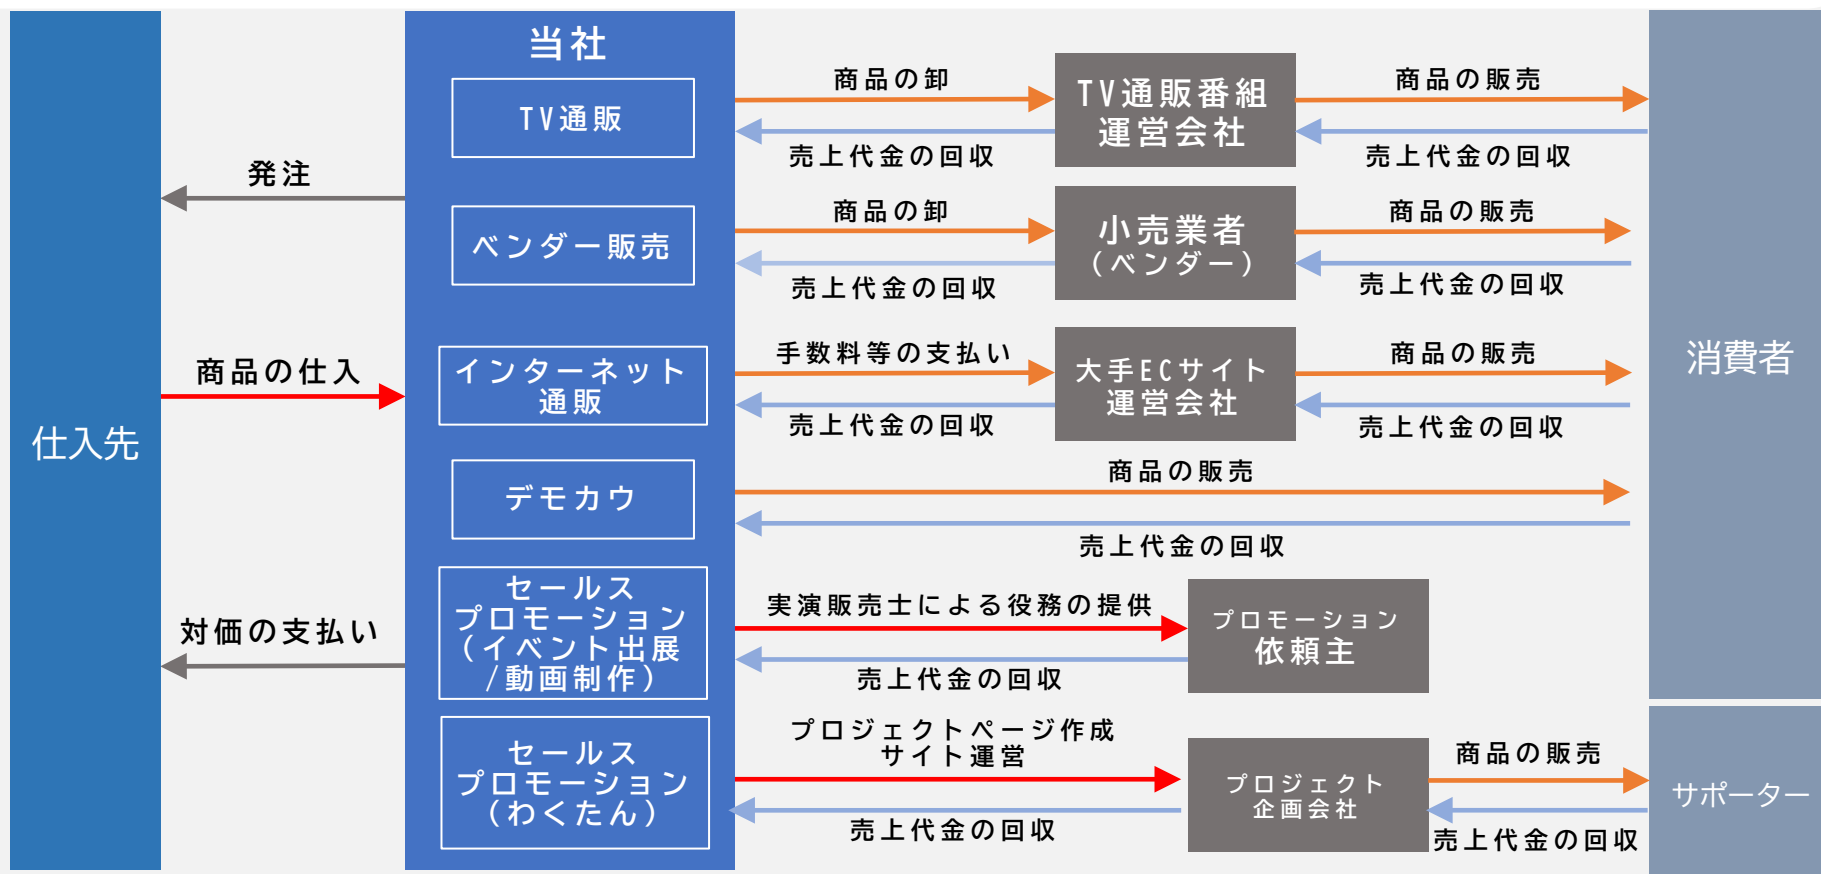 仕入先
発注
商品の仕入
対価の支払い
当社
TV通販
ベンダー販売
インターネット
通販
デモカウ
セールス
プロモーション
（イベント出展
/動画制作）
セールス
プロモーション
（わくたん）
商品の卸
売上代金の回収
TV通販番組
運営会社
商品の販売
売上代金の回収
商品の卸
売上代金の回収
小売業者
（ベンダー）
商品の販売
売上代金の回収
手数料等の支払い
売上代金の回収
大手ECサイト
運営会社
商品の販売
売上代金の回収
商品の販売
売上代金の回収
実演販売士による役務の提供
売上代金の回収
プロモーション
依頼主
プロジェクトページ作成
サイト運営
売上代金の回収
プロジェクト
企画会社
商品の販売
売上代金の回収
消費者
サポーター